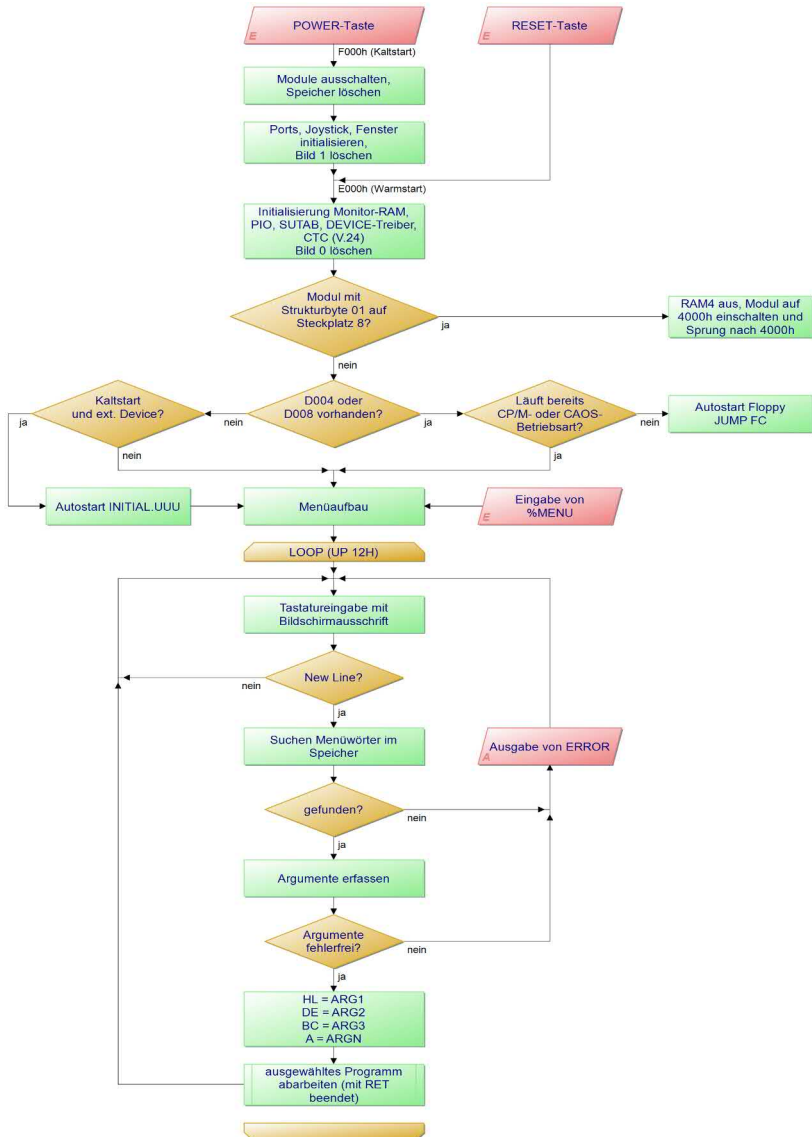 POWER-Taste
E
RESET-Taste
E
F000h (Kaltstart)
Module ausschalten,
Speicher löschen
Ports, Joystick, Fenster
initialisieren,
Bild 1 löschen
E000h (Warmstart)
Initialisierung Monitor-RAM,
PIO, SUTAB, DEVICE-Treiber,
CTC (V.24)
Bild 0 löschen
Modul mit
Strukturbyte 01 auf
Steckplatz 8?
ja
RAM4 aus, Modul auf
4000h einschalten und
Sprung nach 4000h
nein
Kaltstart
und ext. Device?
ja
nein
D004 oder
D008 vorhanden?
nein
ja
Läuft bereits
CP/M- oder CAOS-
Betriebsart?
nein
ja
Autostart Floppy
JUMP FC
Autostart INITIAL.UUU
Menüaufbau
Eingabe von
%MENU
E
LOOP (UP 12H)
Tastatureingabe mit
Bildschirmausschrift
New Line?
nein
ja
Suchen Menüwörter im
Speicher
Ausgabe von ERROR
A
gefunden?
nein
ja
Argumente erfassen
Argumente
fehlerfrei?
nein
ja
HL = ARG1
DE = ARG2
BC = ARG3
A = ARGN
ausgewähltes Programm
abarbeiten (mit RET
beendet)